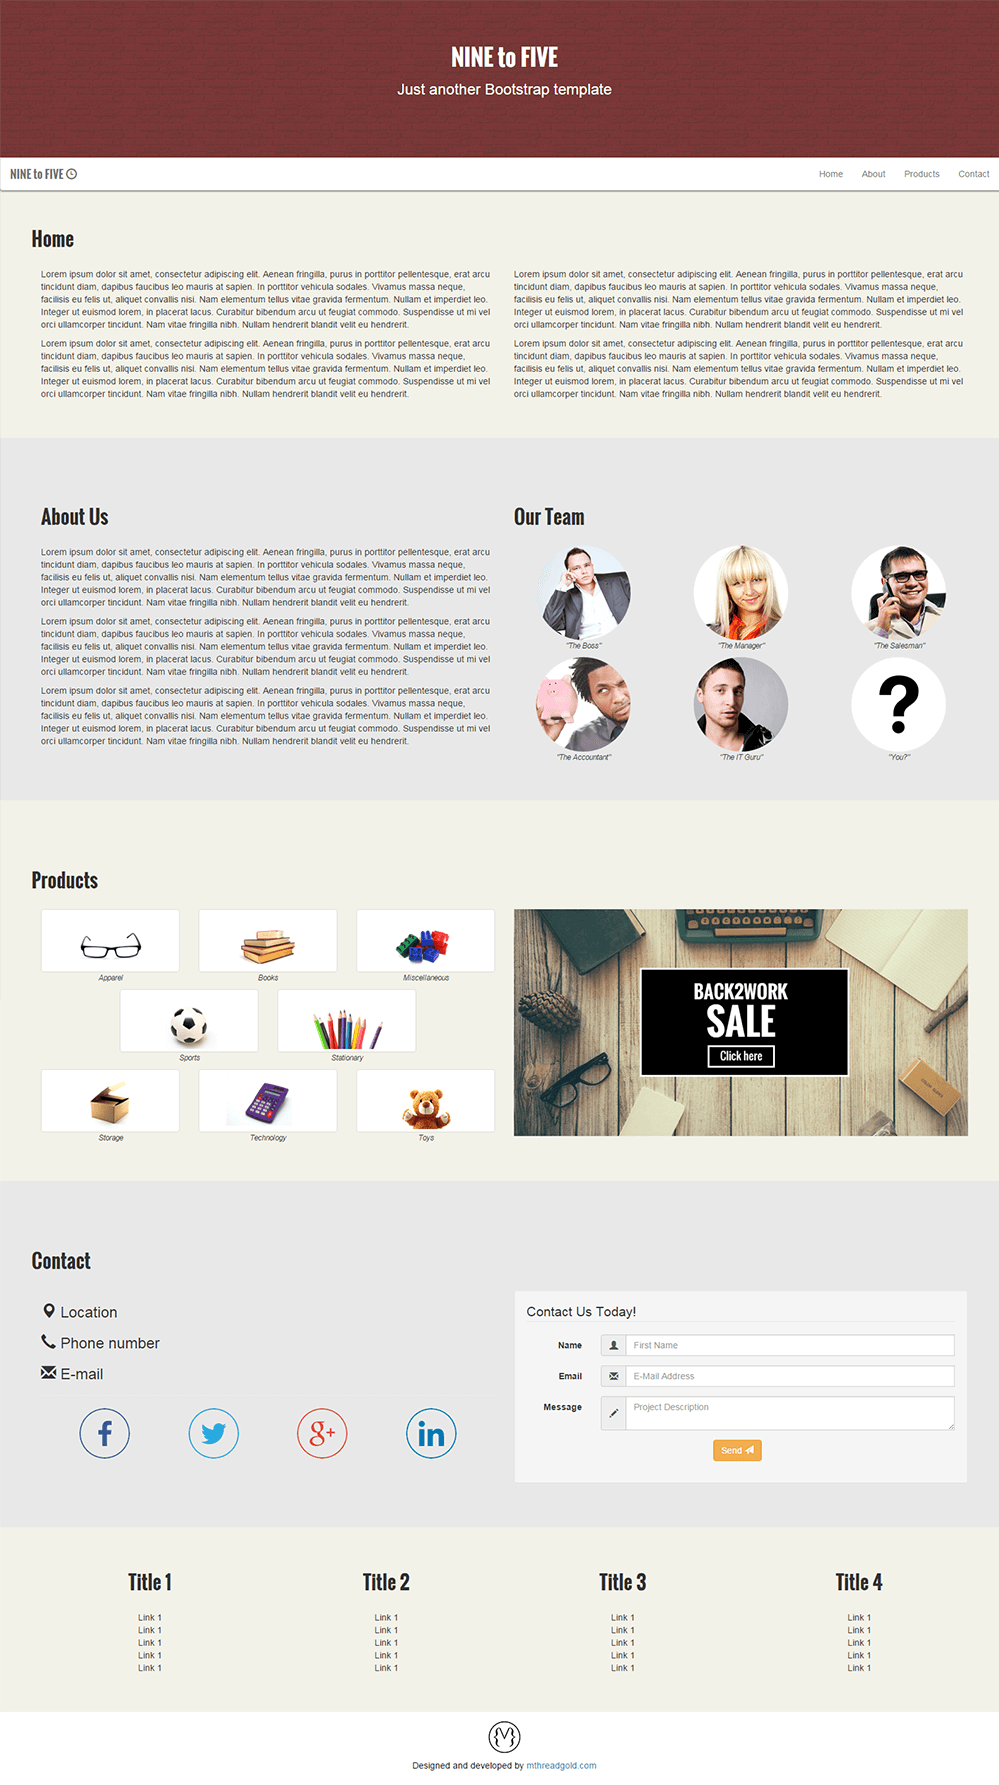 NINE to FIVE
Just another Bootstrap template
NINE to FIVE
Home About Products Contact
Home
Lorem ipsum dolor sit amet, consectetur adipiscing elit. Aenean fringilla, purus in porttitor pellentesque, erat arcu
tincidunt diam, dapibus faucibus leo mauris at sapien. In porttitor vehicula sodales. Vivamus massa neque,
facilisis eu felis ut, aliquet convallis nisi. Nam elementum tellus vitae gravida fermentum. Nullam et imperdiet leo.
Integer ut euismod lorem, in placerat lacus. Curabitur bibendum arcu ut feugiat commodo. Suspendisse ut mi vel
orci ullamcorper tincidunt. Nam vitae fringilla nibh. Nullam hendrerit blandit velit eu hendrerit.
Lorem ipsum dolor sit amet, consectetur adipiscing elit. Aenean fringilla, purus in porttitor pellentesque, erat arcu
tincidunt diam, dapibus faucibus leo mauris at sapien. In porttitor vehicula sodales. Vivamus massa neque,
facilisis eu felis ut, aliquet convallis nisi. Nam elementum tellus vitae gravida fermentum. Nullam et imperdiet leo.
Integer ut euismod lorem, in placerat lacus. Curabitur bibendum arcu ut feugiat commodo. Suspendisse ut mi vel
orci ullamcorper tincidunt. Nam vitae fringilla nibh. Nullam hendrerit blandit velit eu hendrerit.
Lorem ipsum dolor sit amet, consectetur adipiscing elit. Aenean fringilla, purus in porttitor pellentesque, erat arcu
tincidunt diam, dapibus faucibus leo mauris at sapien. In porttitor vehicula sodales. Vivamus massa neque,
facilisis eu felis ut, aliquet convallis nisi. Nam elementum tellus vitae gravida fermentum. Nullam et imperdiet leo.
Integer ut euismod lorem, in placerat lacus. Curabitur bibendum arcu ut feugiat commodo. Suspendisse ut mi vel
orci ullamcorper tincidunt. Nam vitae fringilla nibh. Nullam hendrerit blandit velit eu hendrerit.
Lorem ipsum dolor sit amet, consectetur adipiscing elit. Aenean fringilla, purus in porttitor pellentesque, erat arcu
tincidunt diam, dapibus faucibus leo mauris at sapien. In porttitor vehicula sodales. Vivamus massa neque,
facilisis eu felis ut, aliquet convallis nisi. Nam elementum tellus vitae gravida fermentum. Nullam et imperdiet leo.
Integer ut euismod lorem, in placerat lacus. Curabitur bibendum arcu ut feugiat commodo. Suspendisse ut mi vel
orci ullamcorper tincidunt. Nam vitae fringilla nibh. Nullam hendrerit blandit velit eu hendrerit.
About Us
Lorem ipsum dolor sit amet, consectetur adipiscing elit. Aenean fringilla, purus in porttitor pellentesque, erat arcu
tincidunt diam, dapibus faucibus leo mauris at sapien. In porttitor vehicula sodales. Vivamus massa neque,
facilisis eu felis ut, aliquet convallis nisi. Nam elementum tellus vitae gravida fermentum. Nullam et imperdiet leo.
Integer ut euismod lorem, in placerat lacus. Curabitur bibendum arcu ut feugiat commodo. Suspendisse ut mi vel
orci ullamcorper tincidunt. Nam vitae fringilla nibh. Nullam hendrerit blandit velit eu hendrerit.
Lorem ipsum dolor sit amet, consectetur adipiscing elit. Aenean fringilla, purus in porttitor pellentesque, erat arcu
tincidunt diam, dapibus faucibus leo mauris at sapien. In porttitor vehicula sodales. Vivamus massa neque,
facilisis eu felis ut, aliquet convallis nisi. Nam elementum tellus vitae gravida fermentum. Nullam et imperdiet leo.
Integer ut euismod lorem, in placerat lacus. Curabitur bibendum arcu ut feugiat commodo. Suspendisse ut mi vel
orci ullamcorper tincidunt. Nam vitae fringilla nibh. Nullam hendrerit blandit velit eu hendrerit.
Lorem ipsum dolor sit amet, consectetur adipiscing elit. Aenean fringilla, purus in porttitor pellentesque, erat arcu
tincidunt diam, dapibus faucibus leo mauris at sapien. In porttitor vehicula sodales. Vivamus massa neque,
facilisis eu felis ut, aliquet convallis nisi. Nam elementum tellus vitae gravida fermentum. Nullam et imperdiet leo.
Integer ut euismod lorem, in placerat lacus. Curabitur bibendum arcu ut feugiat commodo. Suspendisse ut mi vel
orci ullamcorper tincidunt. Nam vitae fringilla nibh. Nullam hendrerit blandit velit eu hendrerit.
Our Team
"The Boss" "The Manager" "The Salesman"
?
"The Accountant" "The IT Guru" "You?"
Products
Apparel Books Miscellaneous
Sports Stationary
Storage Technology Toys
BACK2WORK
SALE
Click here
Contact
Location
Phone number
E-mail
f g+ in
Contact Us Today!
Name First Name
Email E-Mail Address
Message Project Description
Send
Title 1 Title 2 Title 3 Title 4
Link 1 Link 1 Link 1 Link 1
Link 1 Link 1 Link 1 Link 1
Link 1 Link 1 Link 1 Link 1
Link 1 Link 1 Link 1 Link 1
Link 1 Link 1 Link 1 Link 1
{M}
Designed and developed by mthreadgold.com